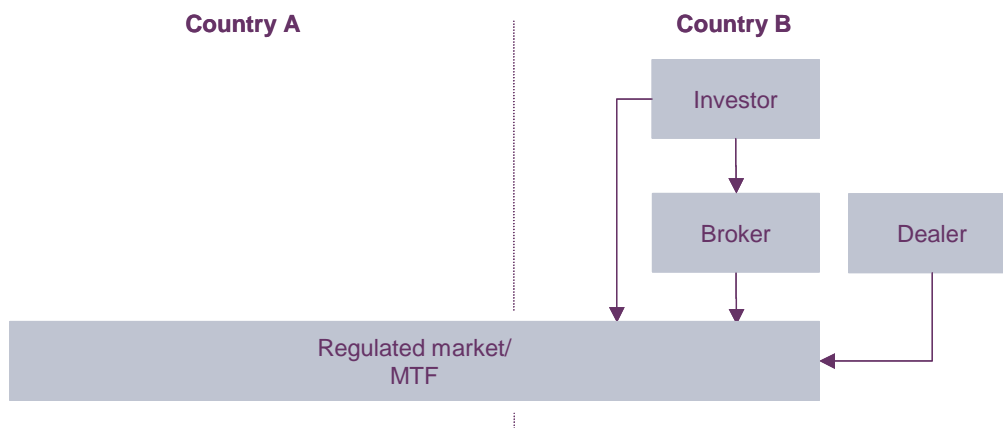 Country A
Country B
Investor
Broker
Dealer
Regulated market/
MTF